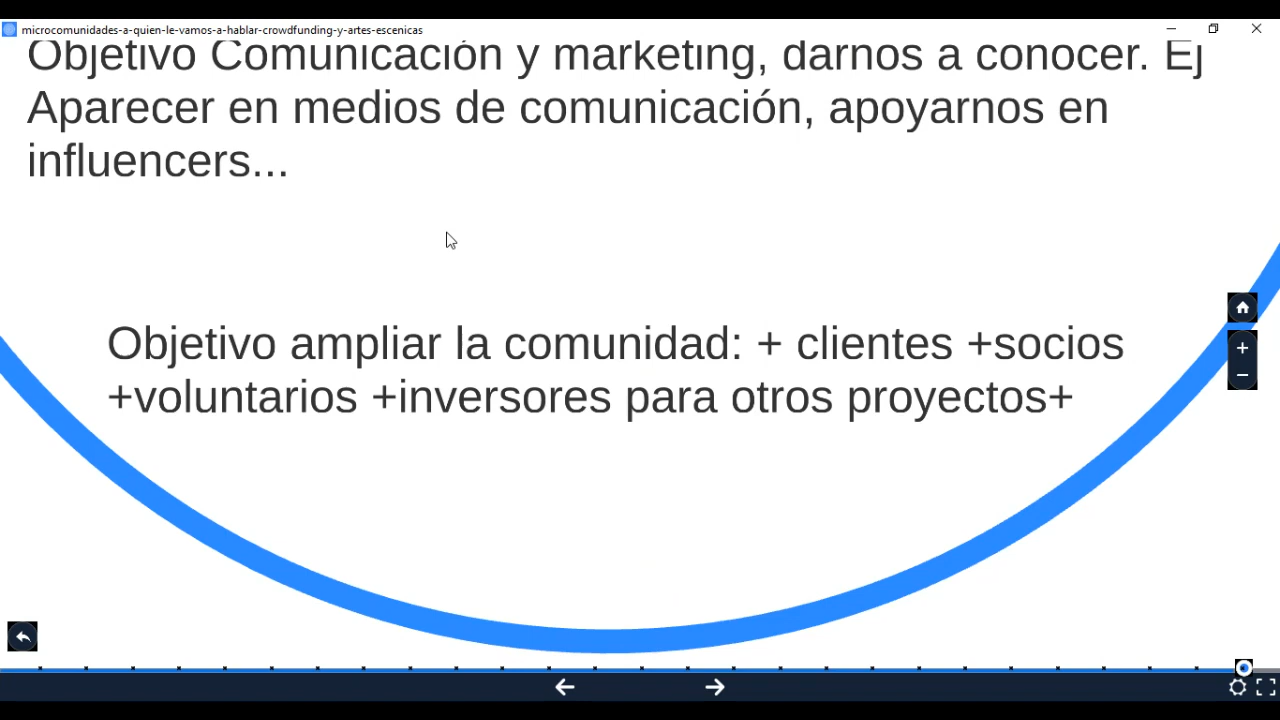 microcomunidades-a-quien-le-vamos-a-hablar-crowdfunding-y-artes-escenicas
Objetivo Comunicación y marketing, darnos a conocer. Ej
Aparecer en medios de comunicación, apoyarnos en
influencers...
Objetivo ampliar la comunidad: + clientes +socios
+voluntarios +inversores para otros proyectos+